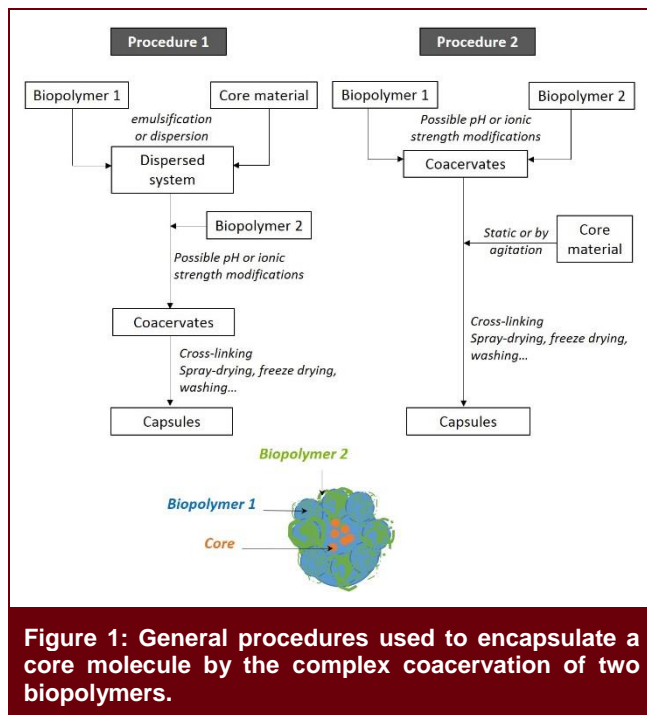 Procedure 1
Biopolymer 1
Core material
emulsification
or dispersion
Dispersed
system
Biopolymer 2
Possible pH or ionic
strength modifications
Coacervates
Cross-linking
Spray-drying, freeze drying,
washing...
Capsules
Procedure 2
Biopolymer 1
Biopolymer 2
Possible pH or ionic
strength modifications
Coacervates
Static or by
agitation
Core
material
Cross-linking
Spray-drying, freeze drying,
washing...
Capsules
Biopolymer 2
Biopolymer 1
Core
Figure 1: General procedures used to encapsulate a
core molecule by the complex coacervation of two
biopolymers.